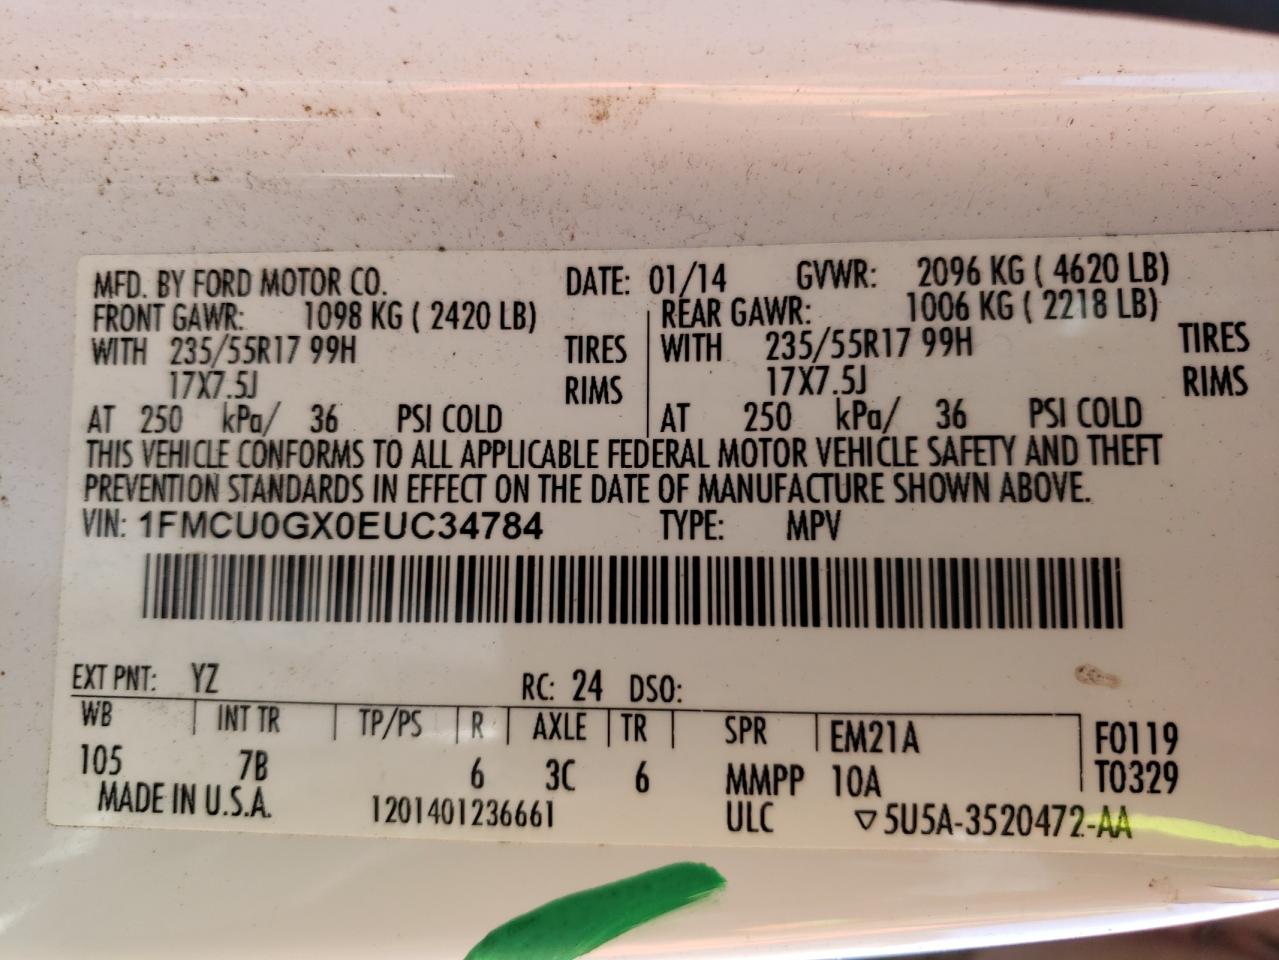 MFD. BY FORD MOTOR CO. DATE: 01/14 GVWR: 2096 KG ( 4620 LB)
FRONT GAWR: 1098 KG ( 2420 LB) REAR GAWR: 1006 KG ( 2218 LB)
WITH 235/55R17 99H TIRES WITH 235/55R17 99H TIRES
17X7.5J RIMS 17X7.5J RIMS
AT 250 kPa/ 36 PSI COLD AT 250 kPa/ 36 PSI COLD
THIS VEHICLE CONFORMS TO ALL APPLICABLE FEDERAL MOTOR VEHICLE SAFETY AND THEFT
PREVENTION STANDARDS IN EFFECT ON THE DATE OF MANUFACTURE SHOWN ABOVE.
VIN: 1FMCU0GX0EUC34784 TYPE: MPV
EXT PNT: YZ RC: 24 DSO:
WB INT TR TP/PS R AXLE TR SPR EM21A F0119
105 7B 6 3C 6 MMPP 10A T0329
MADE IN U.S.A. 1201401236661 ULC ▽5U5A-3520472-AA